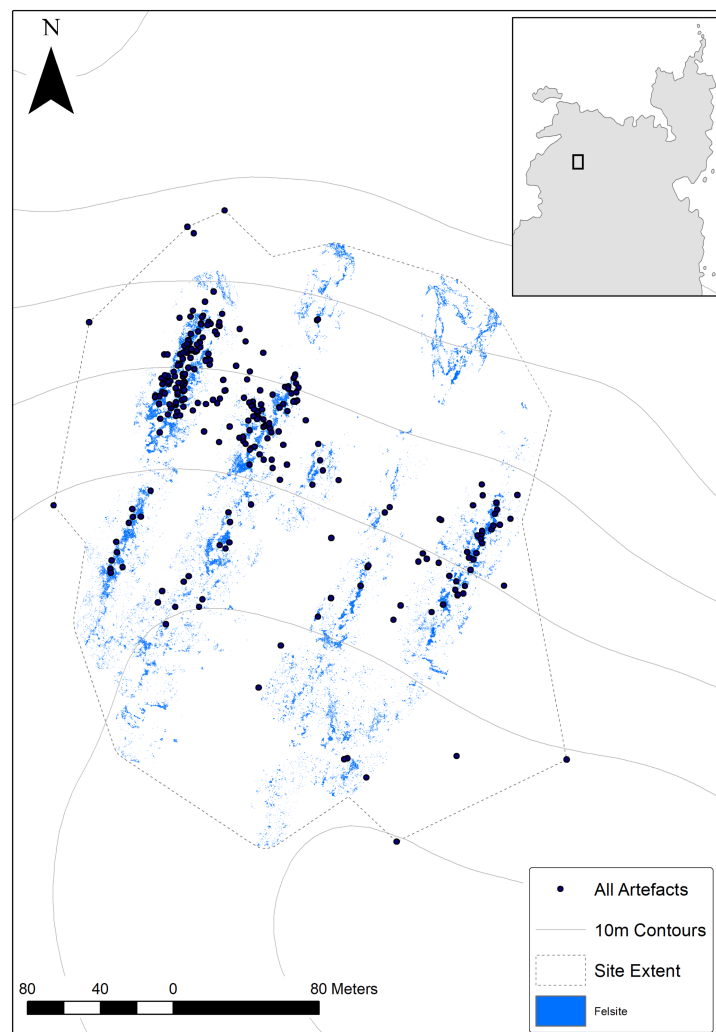 N
All Artefacts
10m Contours
Site Extent
Felsite
80 40 0 80 Meters